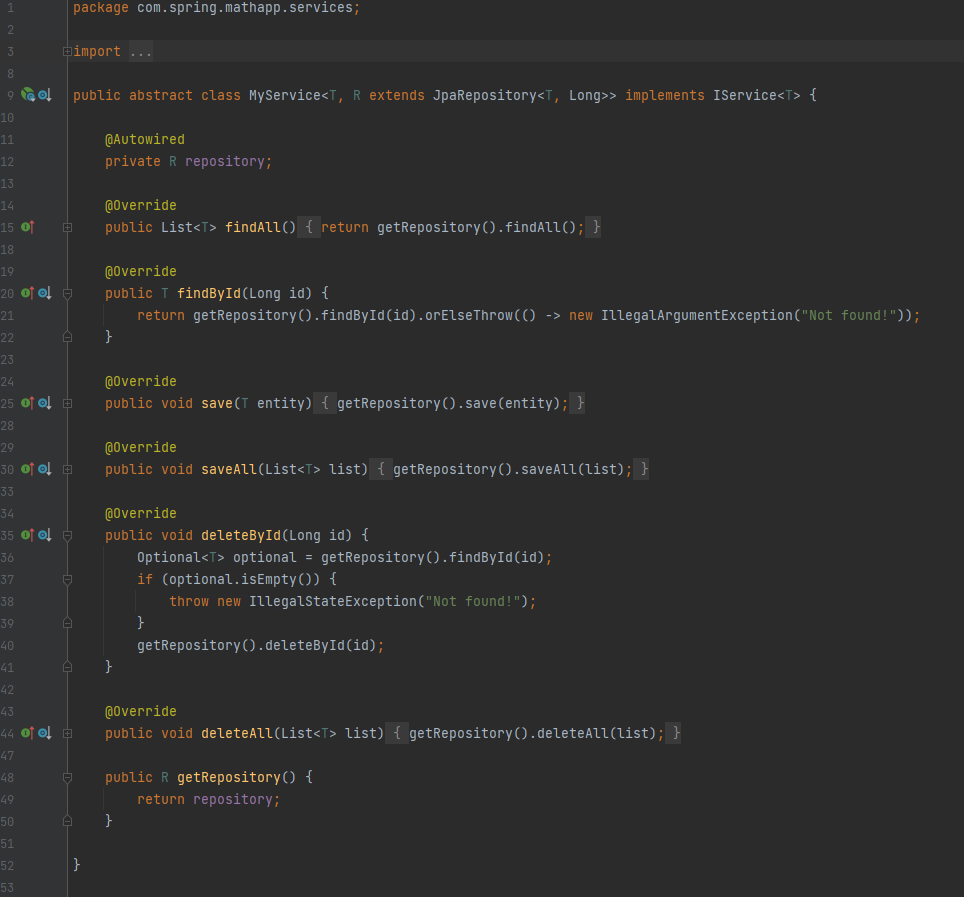 1 package com.spring.mathapp.services;
2
3 import ...
8
9 public abstract class MyService<T, R extends JpaRepository<T, Long>> implements IService<T> {
10
11     @Autowired
12     private R repository;
13
14     @Override
15     public List<T> findAll() { return getRepository().findAll(); }
18
19     @Override
20     public T findById(Long id) {
21         return getRepository().findById(id).orElseThrow(() -> new IllegalArgumentException("Not found!"));
22     }
23
24     @Override
25     public void save(T entity) { getRepository().save(entity); }
28
29     @Override
30     public void saveAll(List<T> list) { getRepository().saveAll(list); }
33
34     @Override
35     public void deleteById(Long id) {
36         Optional<T> optional = getRepository().findById(id);
37         if (optional.isEmpty()) {
38             throw new IllegalStateException("Not found!");
39         }
40         getRepository().deleteById(id);
41     }
42
43     @Override
44     public void deleteAll(List<T> list) { getRepository().deleteAll(list); }
47
48     public R getRepository() {
49         return repository;
50     }
51
52 }
53